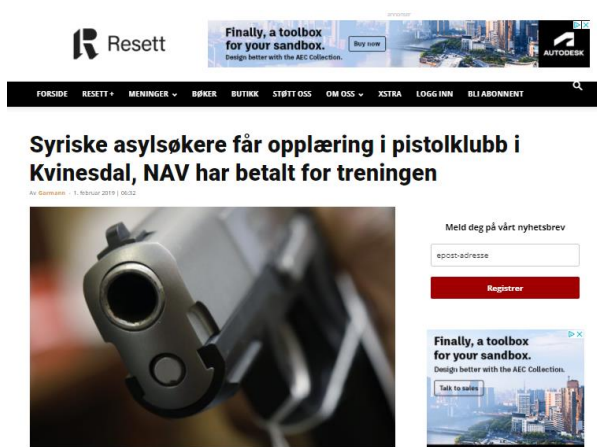 annonse
Resett
Finally, a toolbox
for your sandbox.
Design better with the AEC Collection.
Buy now
AUTODESK
FORSIDE RESETT + MENINGER BØKER BUTIKK STØTT OSS OM OSS XSTRA LOGG INN BLI ABONNENT
Syriske asylsøkere får opplæring i pistolklubb i
Kvinesdal, NAV har betalt for treningen
Av Gormann - 1. februar 2019 | 06:32
Meld deg på vårt nyhetsbrev
epost-adresse
Registrer
Finally, a toolbox
for your sandbox.
Design better with the AEC Collection.
Talk to sales